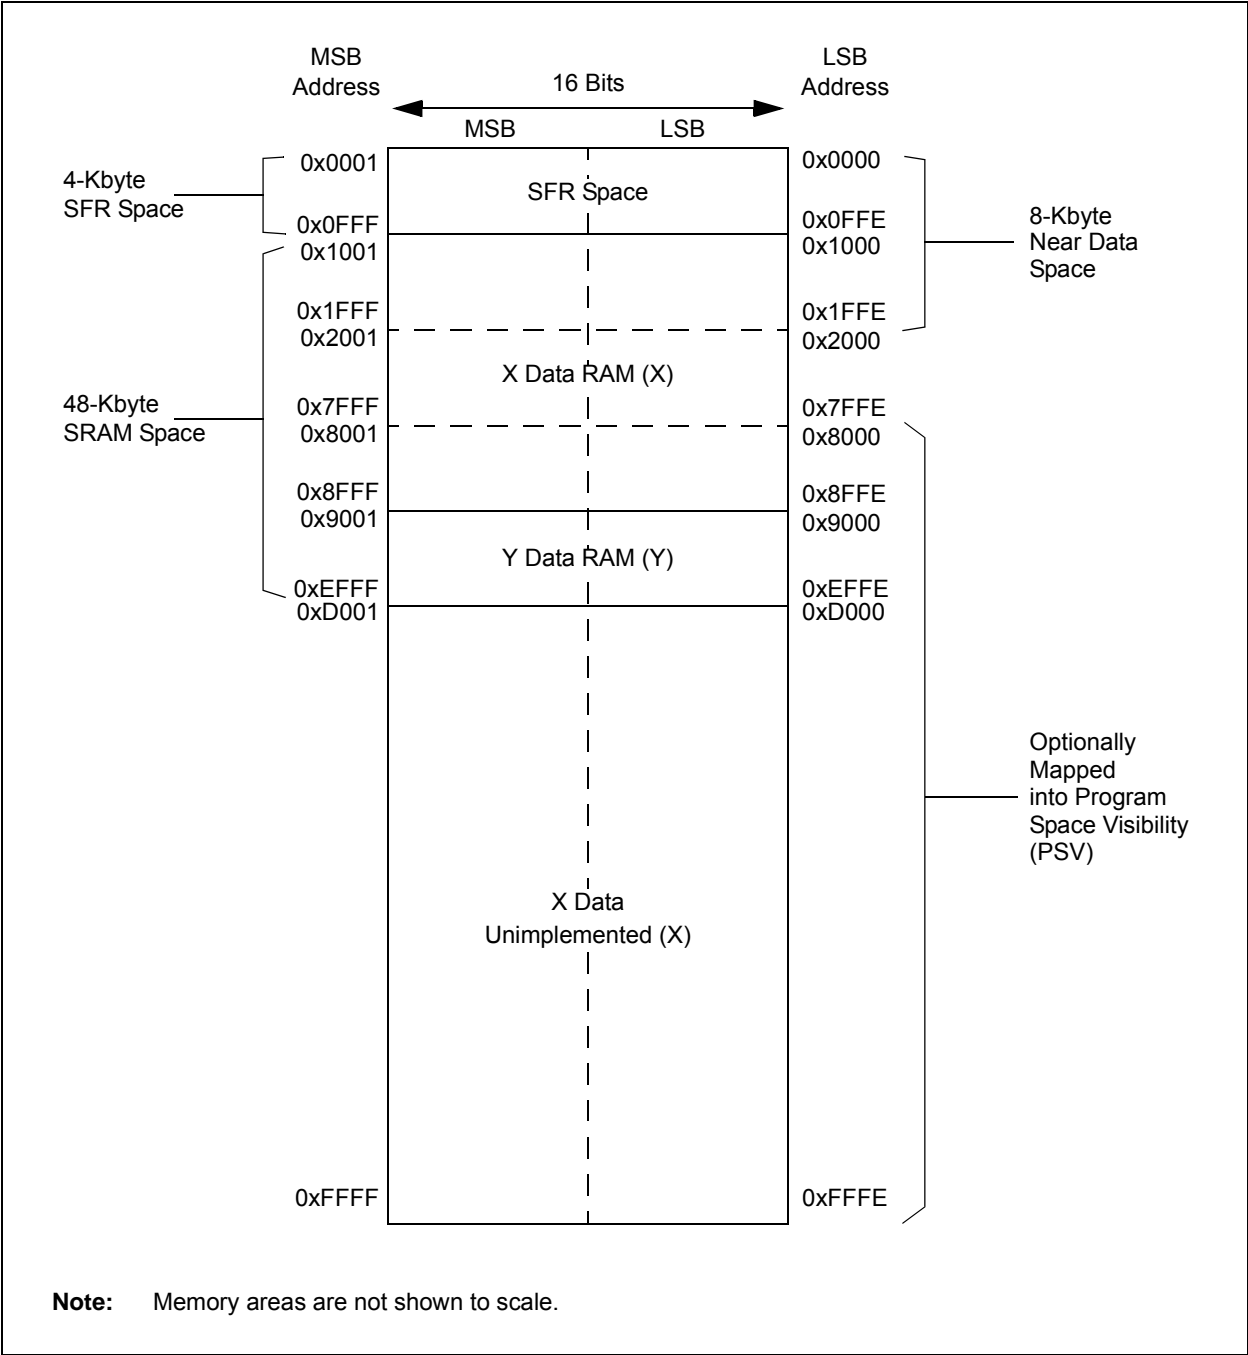 MSB
Address
16 Bits
LSB
Address
MSB
LSB
4-Kbyte
SFR Space
0x0001
0x0FFF
0x1001
SFR Space
0x0000
0x0FFE
0x1000
8-Kbyte
Near Data
Space
0x1FFF
0x2001
0x1FFE
0x2000
X Data RAM (X)
48-Kbyte
SRAM Space
0x7FFF
0x8001
0x7FFE
0x8000
0x8FFF
0x9001
0x8FFE
0x9000
Y Data RAM (Y)
0xEFFF
0xD001
0xEFFE
0xD000
Optionally
Mapped
into Program
Space Visibility
(PSV)
X Data
Unimplemented (X)
0xFFFF
0xFFFE
Note: Memory areas are not shown to scale.